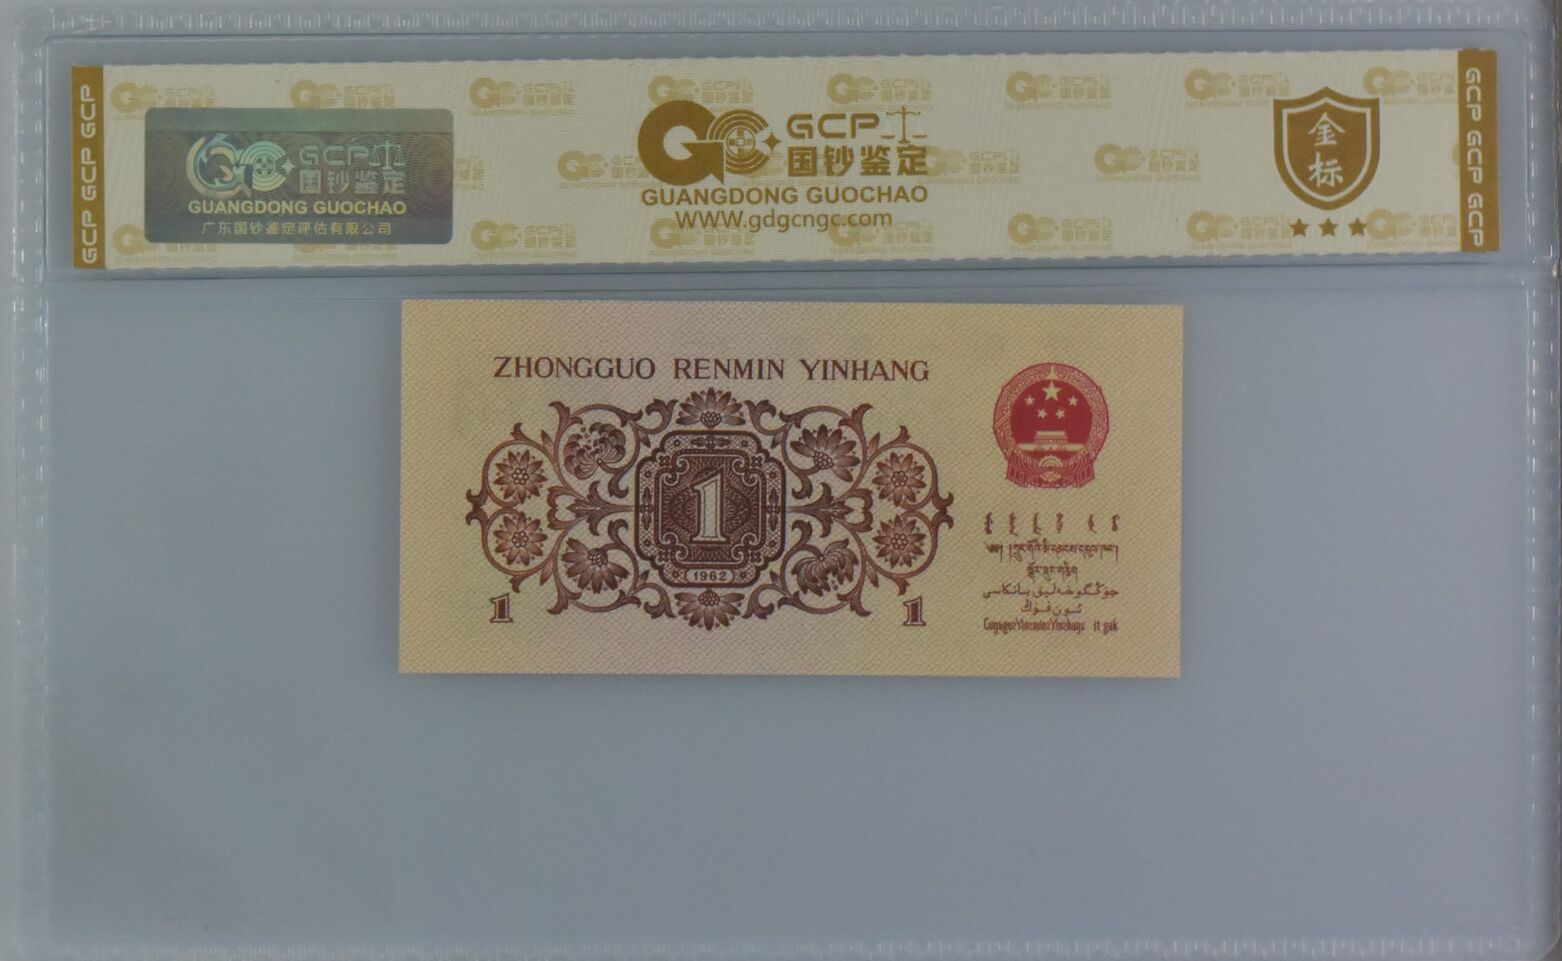 GCP GCP GCP
GCP
国钞鉴定
GUANGDONG GUOCHAO
广东国钞鉴定评估有限公司
GCP
国钞鉴定
GUANGDONG GUOCHAO
WWW.gdgcngc.com
金
标
GCP GCP GCP
ZHONGGUO RENMIN YINHANG
1
1962
1
1